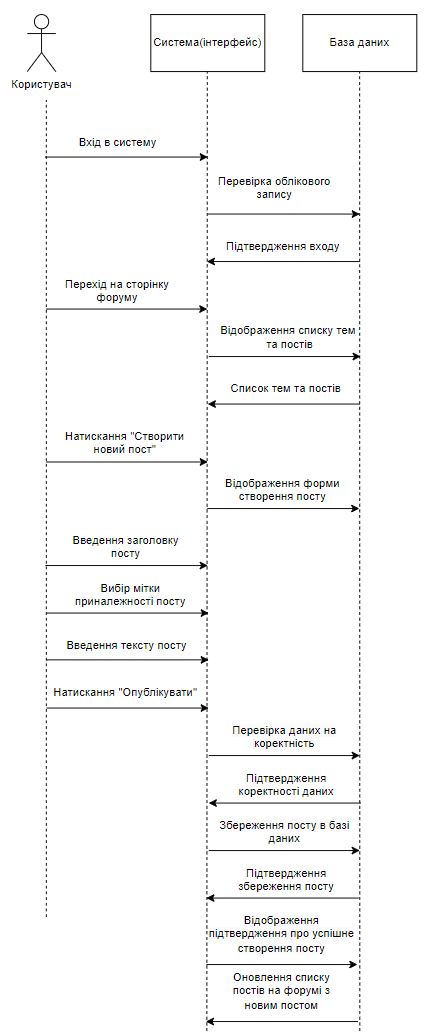 Користувач
Система(інтерфейс)
База даних
Вхід в систему
Перевірка облікового
запису
Підтвердження входу
Перехід на сторінку
форуму
Відображення списку тем
та постів
Список тем та постів
Натискання "Створити
новий пост"
Відображення форми
створення посту
Введення заголовку
посту
Вибір мітки
приналежності посту
Введення тексту посту
Натискання "Опублікувати"
Перевірка даних на
коректність
Підтвердження
коректності даних
Збереження посту в базі
даних
Підтвердження
збереження посту
Відображення
підтвердження про успішне
створення посту
Оновлення списку
постів на форумі з
новим постом